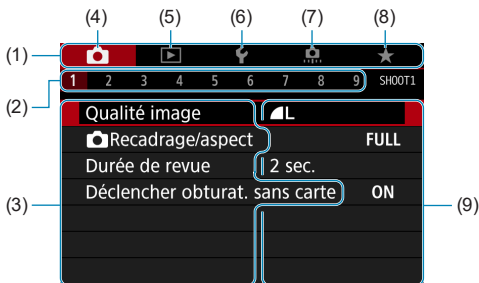 (4) (5) (6) (7) (8)
(1)
(2) 1 2 3 4 5 6 7 8 9 SHOOT1
Qualité image L
Recadrage/aspect FULL
Durée de revue 2 sec.
Déclencher obturat. sans carte ON
(3) (9)